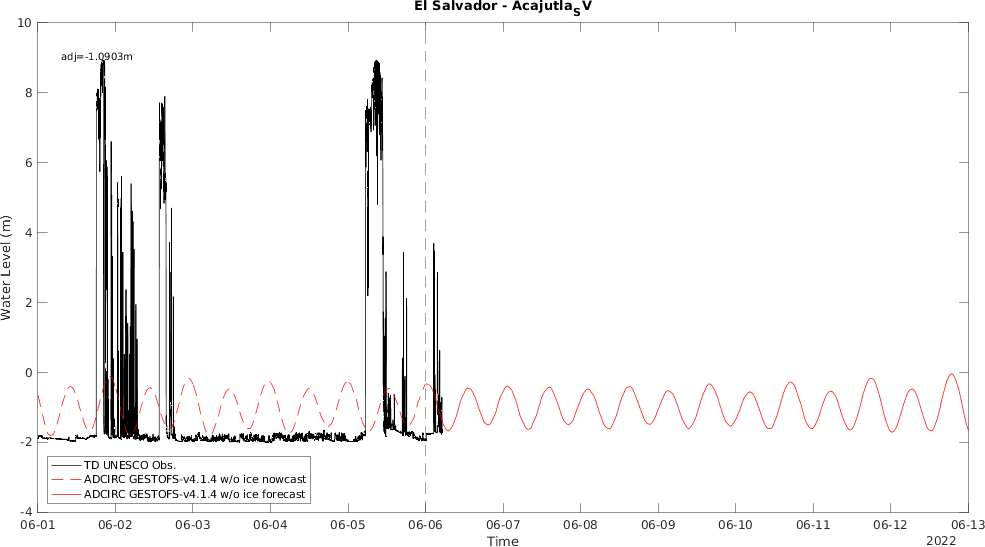 El Salvador - Acajutla_SV
adj=-1.0903m
10
8
6
4
2
0
-2
-4
Water Level (m)
TD UNESCO Obs.
ADCIRC GESTOFS-v4.1.4 w/o ice nowcast
ADCIRC GESTOFS-v4.1.4 w/o ice forecast
06-01 06-02 06-03 06-04 06-05 06-06 06-07 06-08 06-09 06-10 06-11 06-12 06-13
Time
2022